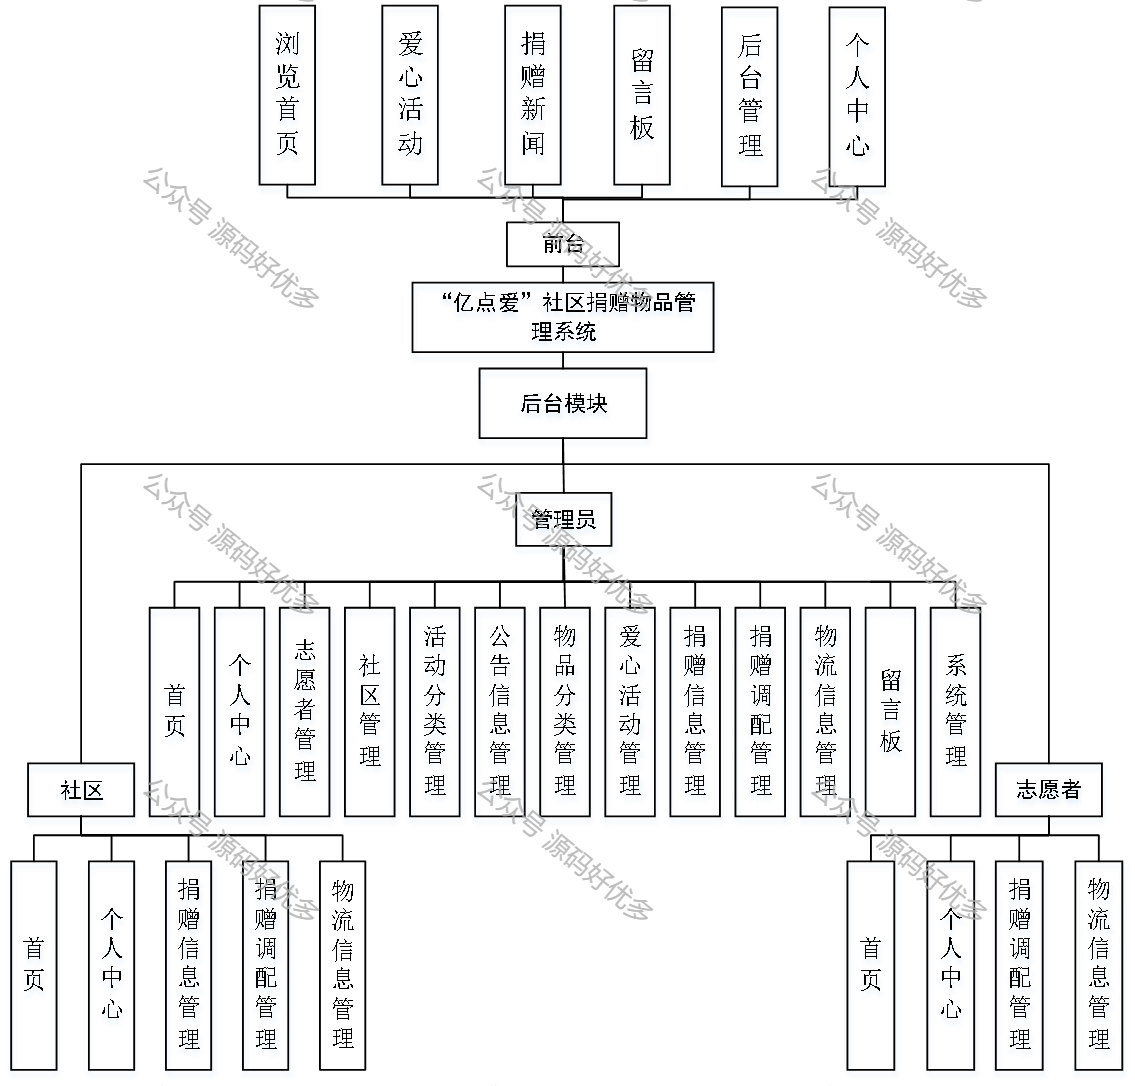 浏览首页
爱心活动
捐赠新闻
留言板
后台管理
个人中心
公众号 源码好优多
公众号 源码好优多
公众号 源码好优多
前台
“亿点爱”社区捐赠物品管
理系统
后台模块
公众号 源码好优多
公众号 源码好优多
公众号 源码好优多
管理员
首页
个人中心
志愿者管理
社区管理
活动分类管理
公告信息管理
物品分类管理
爱心活动管理
捐赠信息管理
捐赠调配管理
物流信息管理
留言板
系统管理
社区
志愿者
公众号 源码好优多
公众号 源码好优多
公众号 源码好优多
首页
个人中心
捐赠信息管理
捐赠调配管理
物流信息管理
首页
个人中心
捐赠调配管理
物流信息管理